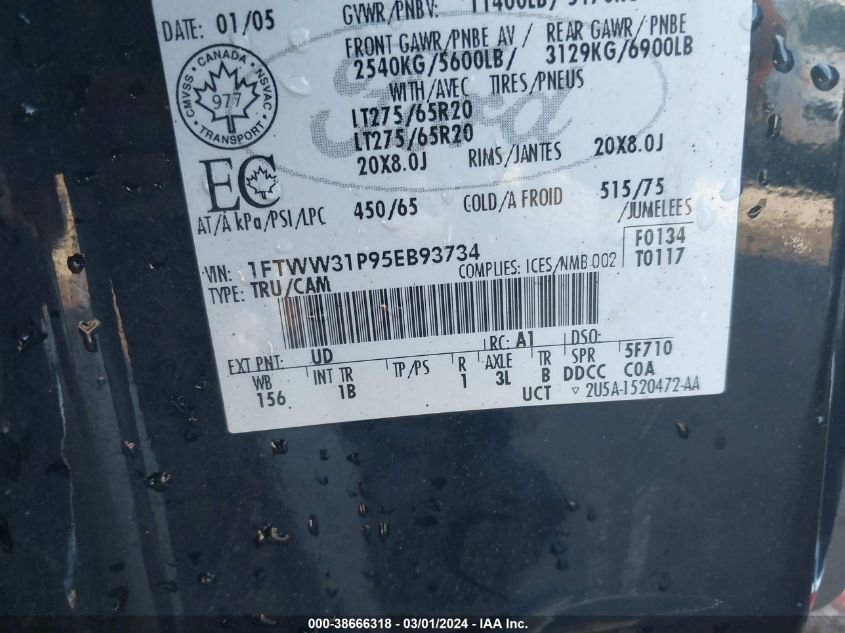 DATE: 01/05 GVWR/PNBV:
FRONT GAWR/PNBE AV/ REAR GAWR/PNBE
2540KG/5600LB/ 3129KG/6900LB
WITH/AVEC TIRES/PNEUS
LT275/65R20
LT275/65R20
20X8.0J RIMS/JANTES 20X8.0J
AT/À kPa/PSI/LPC 450/65 COLD/A FROID 515/75
/JUMELEES
CMVSS • CANADA • NSVAC
977
TRANSPORT
EC
Ford
VIN: 1FTWW31P95EB93734 F0134
TYPE: TRU/CAM COMPLIES: ICES/NMB 002 T0117
RC: A1 DSO:
EXT PNT: UD
WB INT TR TP/PS R AXLE TR SPR 5F710
156 1B 1 3L B DDCC C0A
UCT ▽ 2U5A-1520472-AA
000-38666318 / 03/01/2024 — IAA Inc.